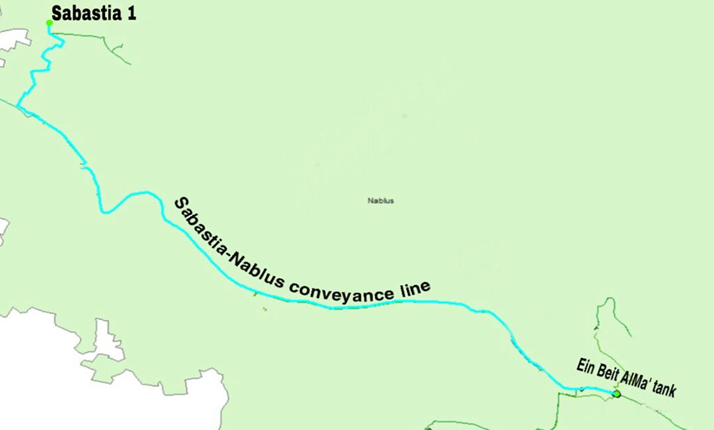 Sabastia 1
Nablus
Sabastia-Nablus conveyance line
Ein Beit AlMa' tank